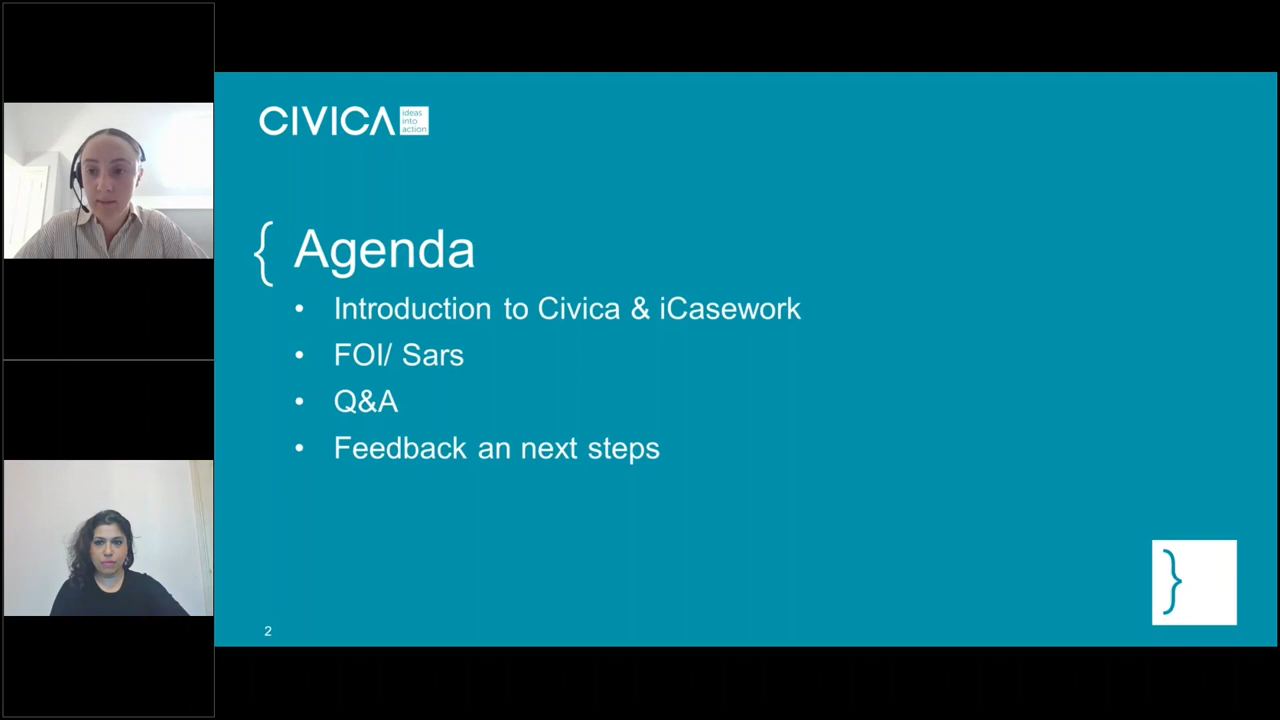 CIVICA
ideas
into
action
{ Agenda
• Introduction to Civica & iCasework
• FOI/ Sars
• Q&A
• Feedback an next steps
}
2